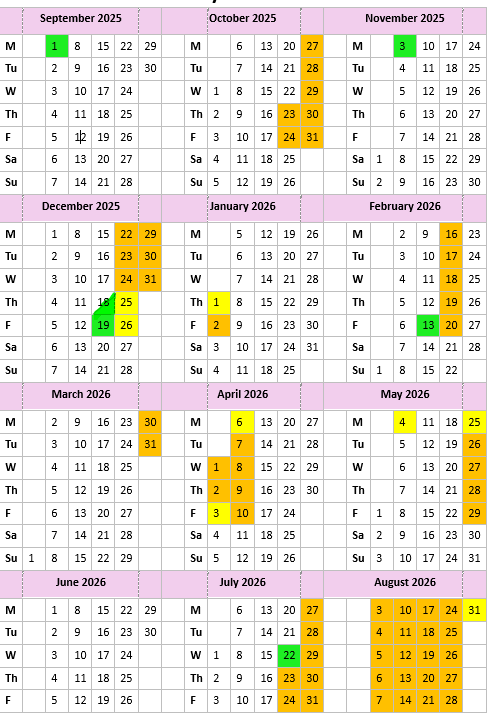 September 2025 October 2025 November 2025
M 1 8 15 22 29 M 6 13 20 27 M 3 10 17 24
Tu 2 9 16 23 30 Tu 7 14 21 28 Tu 4 11 18 25
W 3 10 17 24 W 1 8 15 22 29 W 5 12 19 26
Th 4 11 18 25 Th 2 9 16 23 30 Th 6 13 20 27
F 5 12 19 26 F 3 10 17 24 31 F 7 14 21 28
Sa 6 13 20 27 Sa 4 11 18 25 Sa 1 8 15 22 29
Su 7 14 21 28 Su 5 12 19 26 Su 2 9 16 23 30
December 2025 January 2026 February 2026
M 1 8 15 22 29 M 5 12 19 26 M 2 9 16 23
Tu 2 9 16 23 30 Tu 6 13 20 27 Tu 3 10 17 24
W 3 10 17 24 31 W 7 14 21 28 W 4 11 18 25
Th 4 11 18 25 Th 1 8 15 22 29 Th 5 12 19 26
F 5 12 19 26 F 2 9 16 23 30 F 6 13 20 27
Sa 6 13 20 27 Sa 3 10 17 24 31 Sa 7 14 21 28
Su 7 14 21 28 Su 4 11 18 25 Su 1 8 15 22
March 2026 April 2026 May 2026
M 2 9 16 23 30 M 6 13 20 27 M 4 11 18 25
Tu 3 10 17 24 31 Tu 7 14 21 28 Tu 5 12 19 26
W 4 11 18 25 W 1 8 15 22 29 W 6 13 20 27
Th 5 12 19 26 Th 2 9 16 23 30 Th 7 14 21 28
F 6 13 20 27 F 3 10 17 24 F 1 8 15 22 29
Sa 7 14 21 28 Sa 4 11 18 25 Sa 2 9 16 23 30
Su 1 8 15 22 29 Su 5 12 19 26 Su 3 10 17 24 31
June 2026 July 2026 August 2026
M 1 8 15 22 29 M 6 13 20 27 3 10 17 24 31
Tu 2 9 16 23 30 Tu 7 14 21 28 4 11 18 25
W 3 10 17 24 W 1 8 15 22 29 5 12 19 26
Th 4 11 18 25 Th 2 9 16 23 30 6 13 20 27
F 5 12 19 26 F 3 10 17 24 31 7 14 21 28